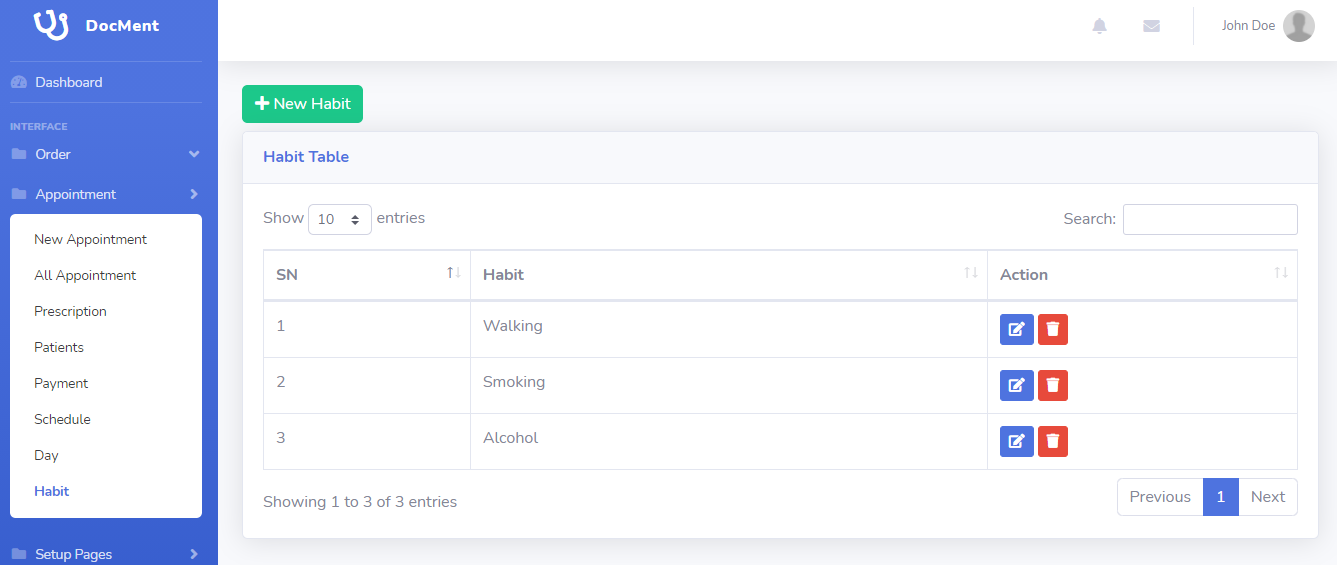 DocMent
John Doe
Dashboard
INTERFACE
Order
Appointment
New Appointment
All Appointment
Prescription
Patients
Payment
Schedule
Day
Habit
Setup Pages
New Habit
Habit Table
Show 10 entries
Search:
SN Habit Action
1 Walking
2 Smoking
3 Alcohol
Showing 1 to 3 of 3 entries
Previous 1 Next